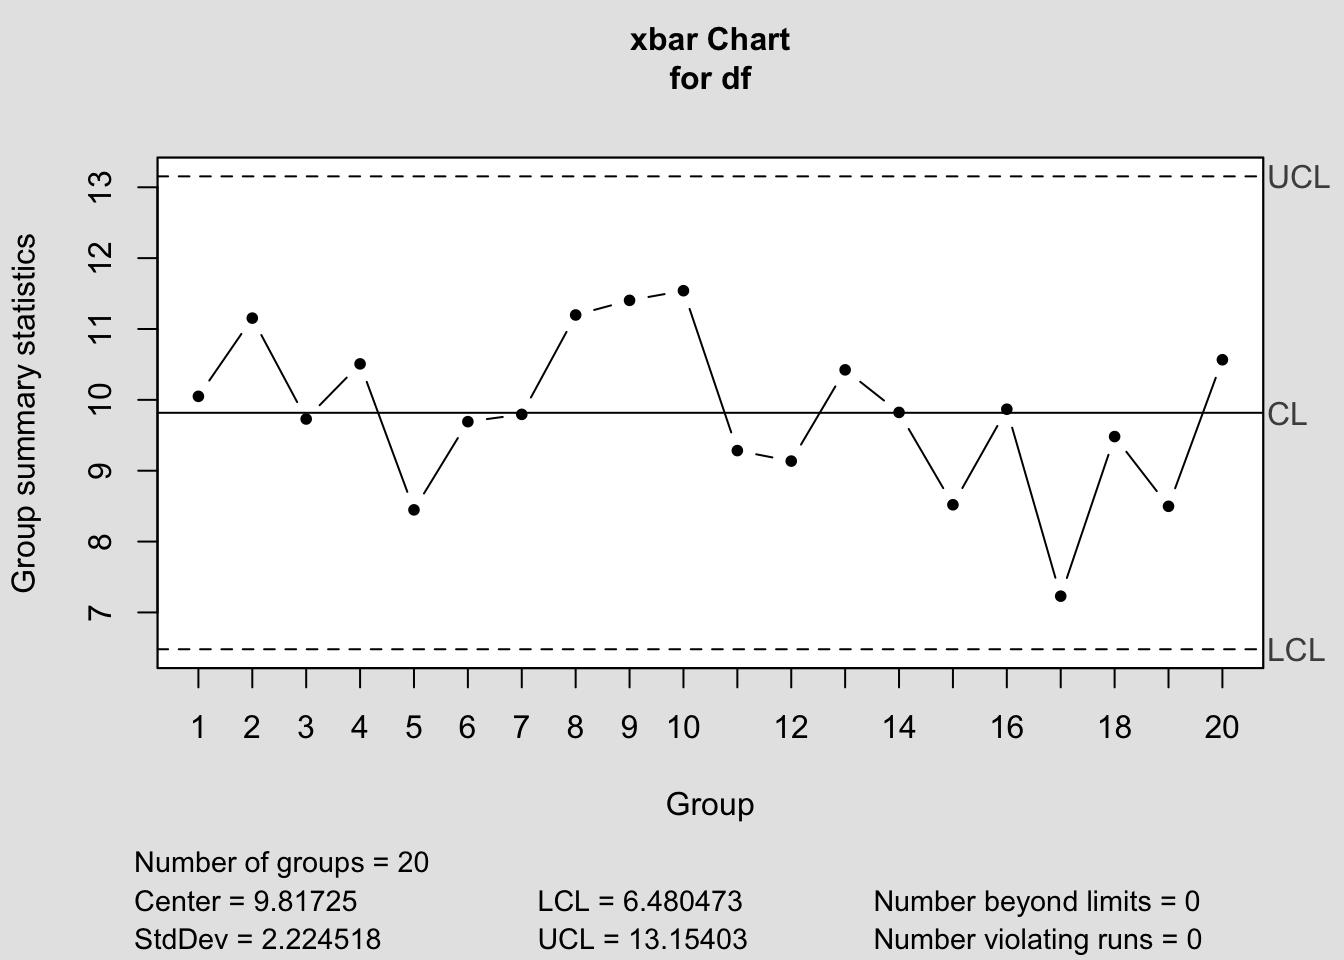 xbar Chart
for df
Group summary statistics
13
12
11
10
9
8
7
UCL
CL
LCL
1 2 3 4 5 6 7 8 9 10 12 14 16 18 20
Group
Number of groups = 20
Center = 9.81725 LCL = 6.480473 Number beyond limits = 0
StdDev = 2.224518 UCL = 13.15403 Number violating runs = 0